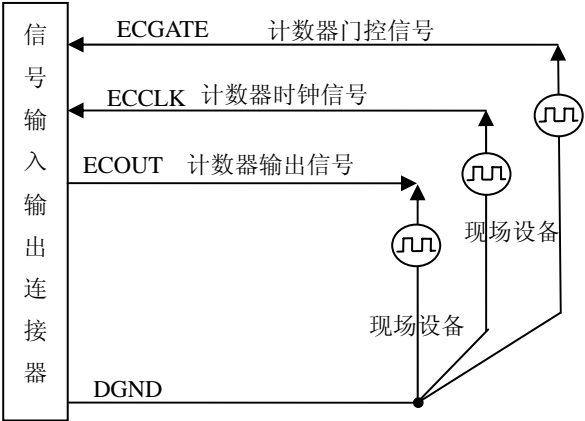 信号输入输出连接器
ECGATE 计数器门控信号
ECCLK 计数器时钟信号
ECOUT 计数器输出信号
现场设备
现场设备
DGND